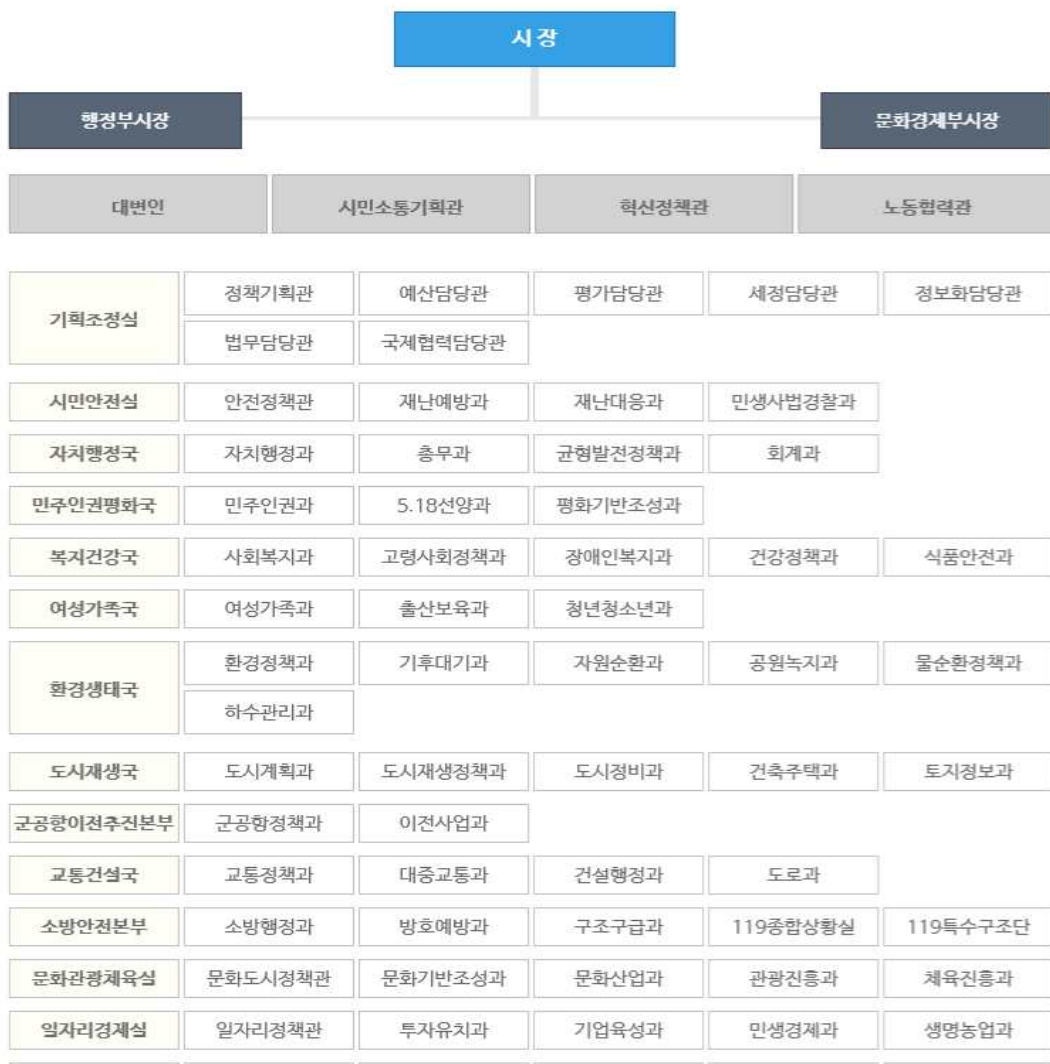 시장
행정부시장 문화경제부시장
대변인 시민소통기획관 혁신정책관 노동협력관
기획조정실 정책기획관 예산담당관 평가담당관 세정담당관 정보화담당관
법무담당관 국제협력담당관
시민안전실 안전정책관 재난예방과 재난대응과 민생사법경찰과
자치행정국 자치행정과 총무과 균형발전정책과 회계과
민주인권평화국 민주인권과 5.18선양과 평화기반조성과
복지건강국 사회복지과 고령사회정책과 장애인복지과 건강정책과 식품안전과
여성가족국 여성가족과 출산보육과 청년청소년과
환경생태국 환경정책과 기후대기과 자원순환과 공원녹지과 물순환정책과
하수관리과
도시재생국 도시계획과 도시재생정책과 도시정비과 건축주택과 토지정보과
군공항이전추진본부 군공항정책과 이전사업과
교통건설국 교통정책과 대중교통과 건설행정과 도로과
소방안전본부 소방행정과 방호예방과 구조구급과 119종합상황실 119특수구조단
문화관광체육실 문화도시정책관 문화기반조성과 문화산업과 관광진흥과 체육진흥과
일자리경제실 일자리정책관 투자유치과 기업육성과 민생경제과 생명농업과